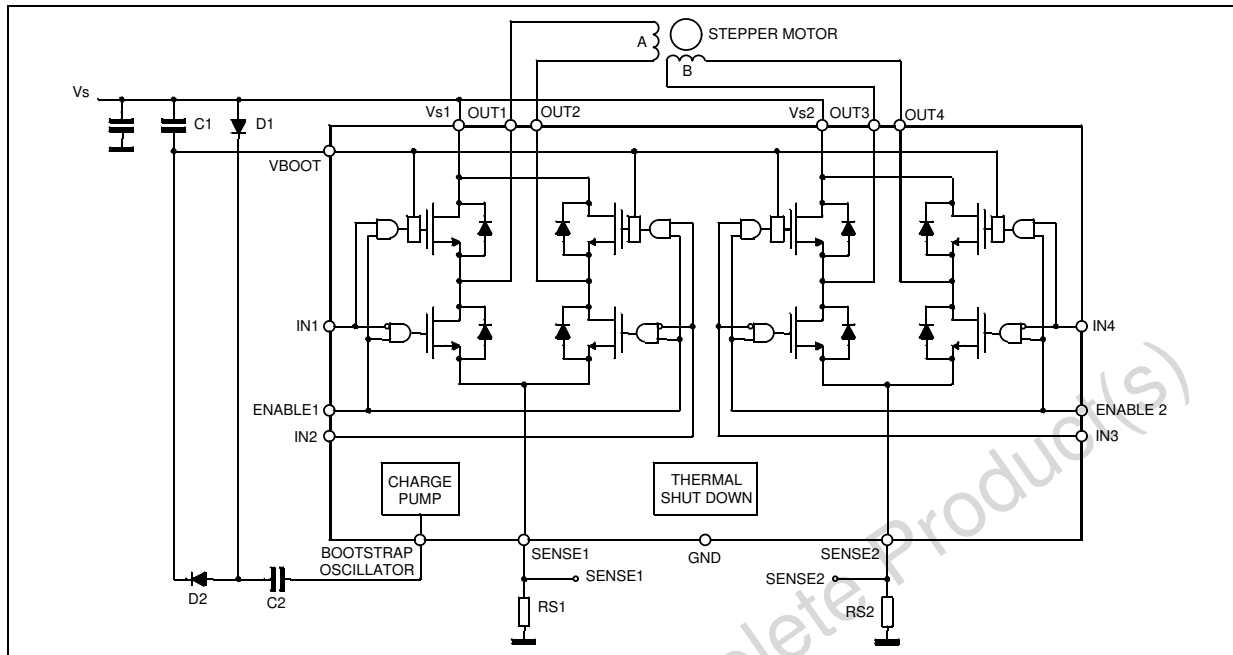 STEPPER MOTOR
A
B
Vs
C1
D1
Vs1
OUT1
OUT2
Vs2
OUT3
OUT4
VBOOT
IN1
IN4
ENABLE1
ENABLE 2
IN2
IN3
CHARGE
PUMP
THERMAL
SHUT DOWN
BOOTSTRAP
OSCILLATOR
SENSE1
GND
SENSE2
SENSE1
SENSE2
D2
C2
RS1
RS2
lete Product(s)